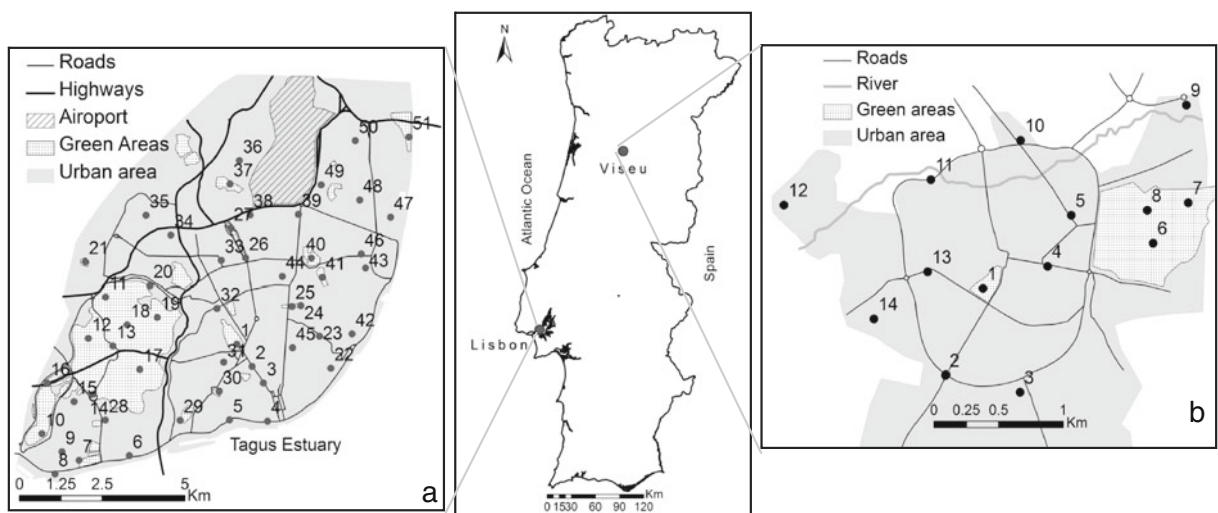 Roads
Highways
Airoport
Green Areas
Urban area
51
50
36
37
49
48
47
35
38
39
27
34
21
33
26
40
46
43
44
41
20
11
18
19
32
25
24
12
13
1
45
23
42
31
2
22
16
17
3
30
15
14
28
29
5
4
10
9
7
6
8
Tagus Estuary
0 1.25 2.5 5
Km
a
N
Atlantic Ocean
Viseu
Spain
Lisbon
Km
0 15 30 60 90 120
Roads
River
Green areas
Urban area
9
10
11
12
5
8
7
6
4
13
1
14
2
3
0 0.25 0.5 1
Km
b